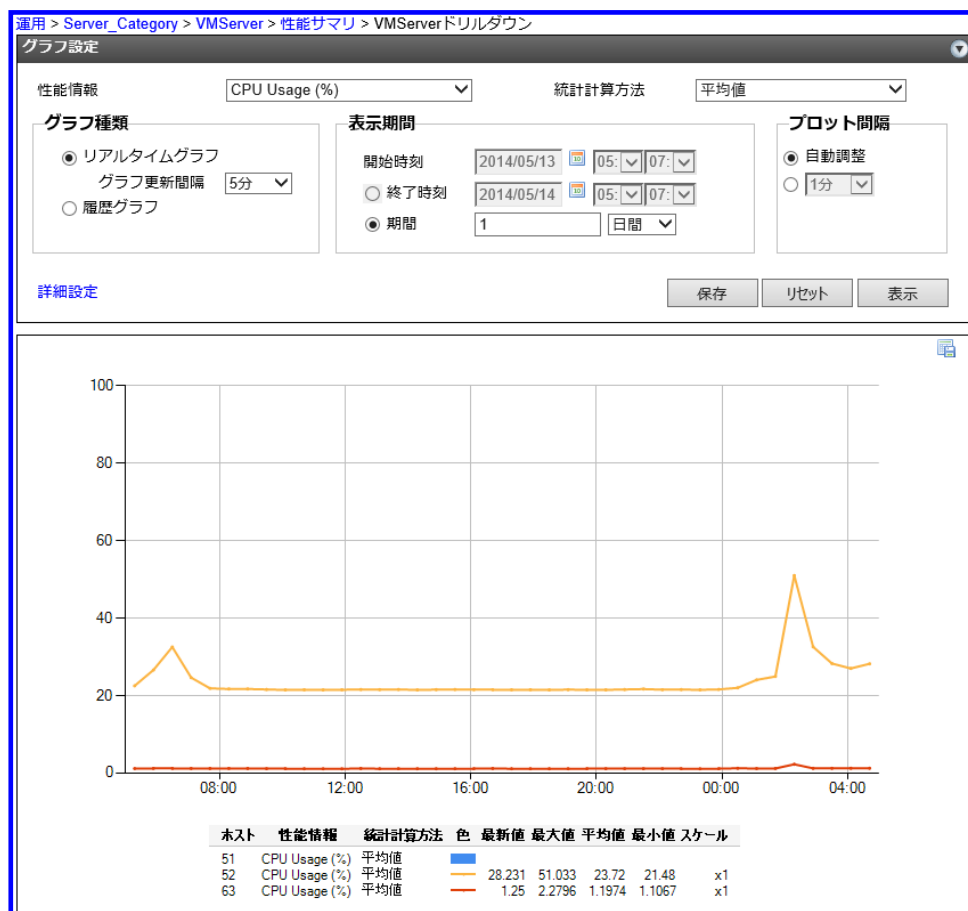 運用 > Server_Category > VMServer > 性能サマリ > VMServerドリルダウン
グラフ設定
性能情報 CPU Usage (%) 統計計算方法 平均値
グラフ種類 表示期間 プロット間隔
リアルタイムグラフ 開始時刻 2014/05/13 05: 07: 自動調整
グラフ更新間隔 5分 終了時刻 2014/05/14 05: 07: 1分
履歴グラフ 期間 1 日間
詳細設定 保存 リセット 表示
100
80
60
40
20
0
08:00 12:00 16:00 20:00 00:00 04:00
ホスト 性能情報 統計計算方法 色 最新値 最大値 平均値 最小値 スケール
51 CPU Usage (%) 平均値
52 CPU Usage (%) 平均値 28.231 51.033 23.72 21.48 x1
63 CPU Usage (%) 平均値 1.25 2.2796 1.1974 1.1067 x1